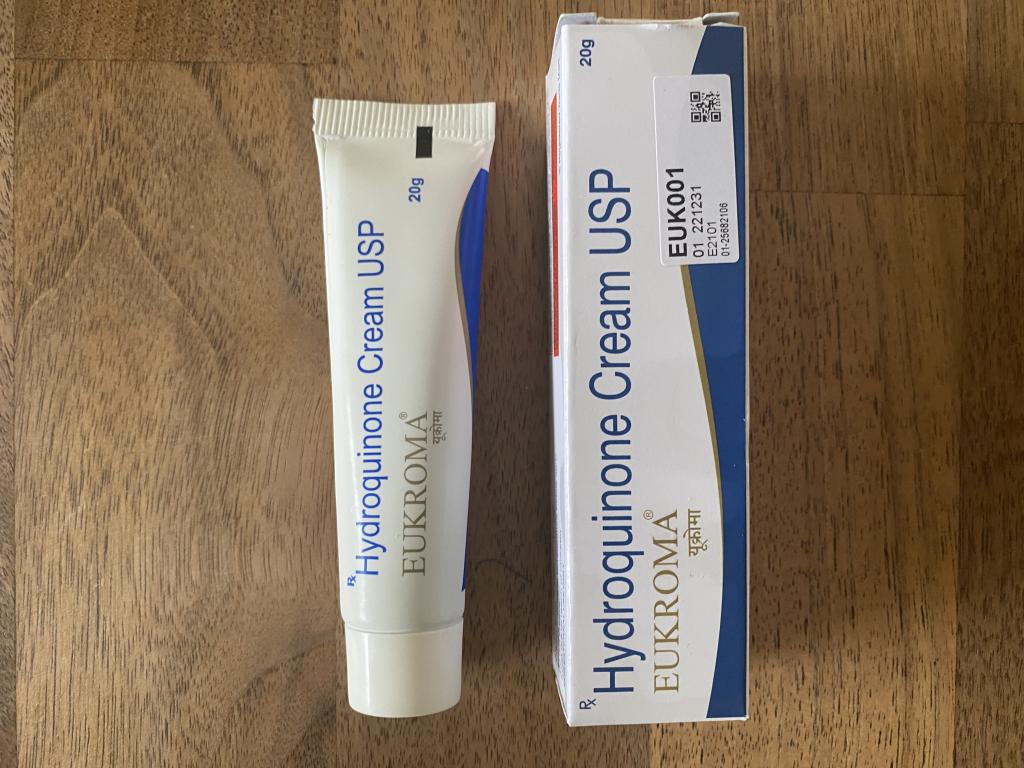 Rx
Hydroquinone Cream USP
EUKROMA®
यूक्रोमा
20g
Rx
Hydroquinone Cream USP
EUKROMA®
यूक्रोमा
20g
EUK001
01 221231
E2101
01-25682106